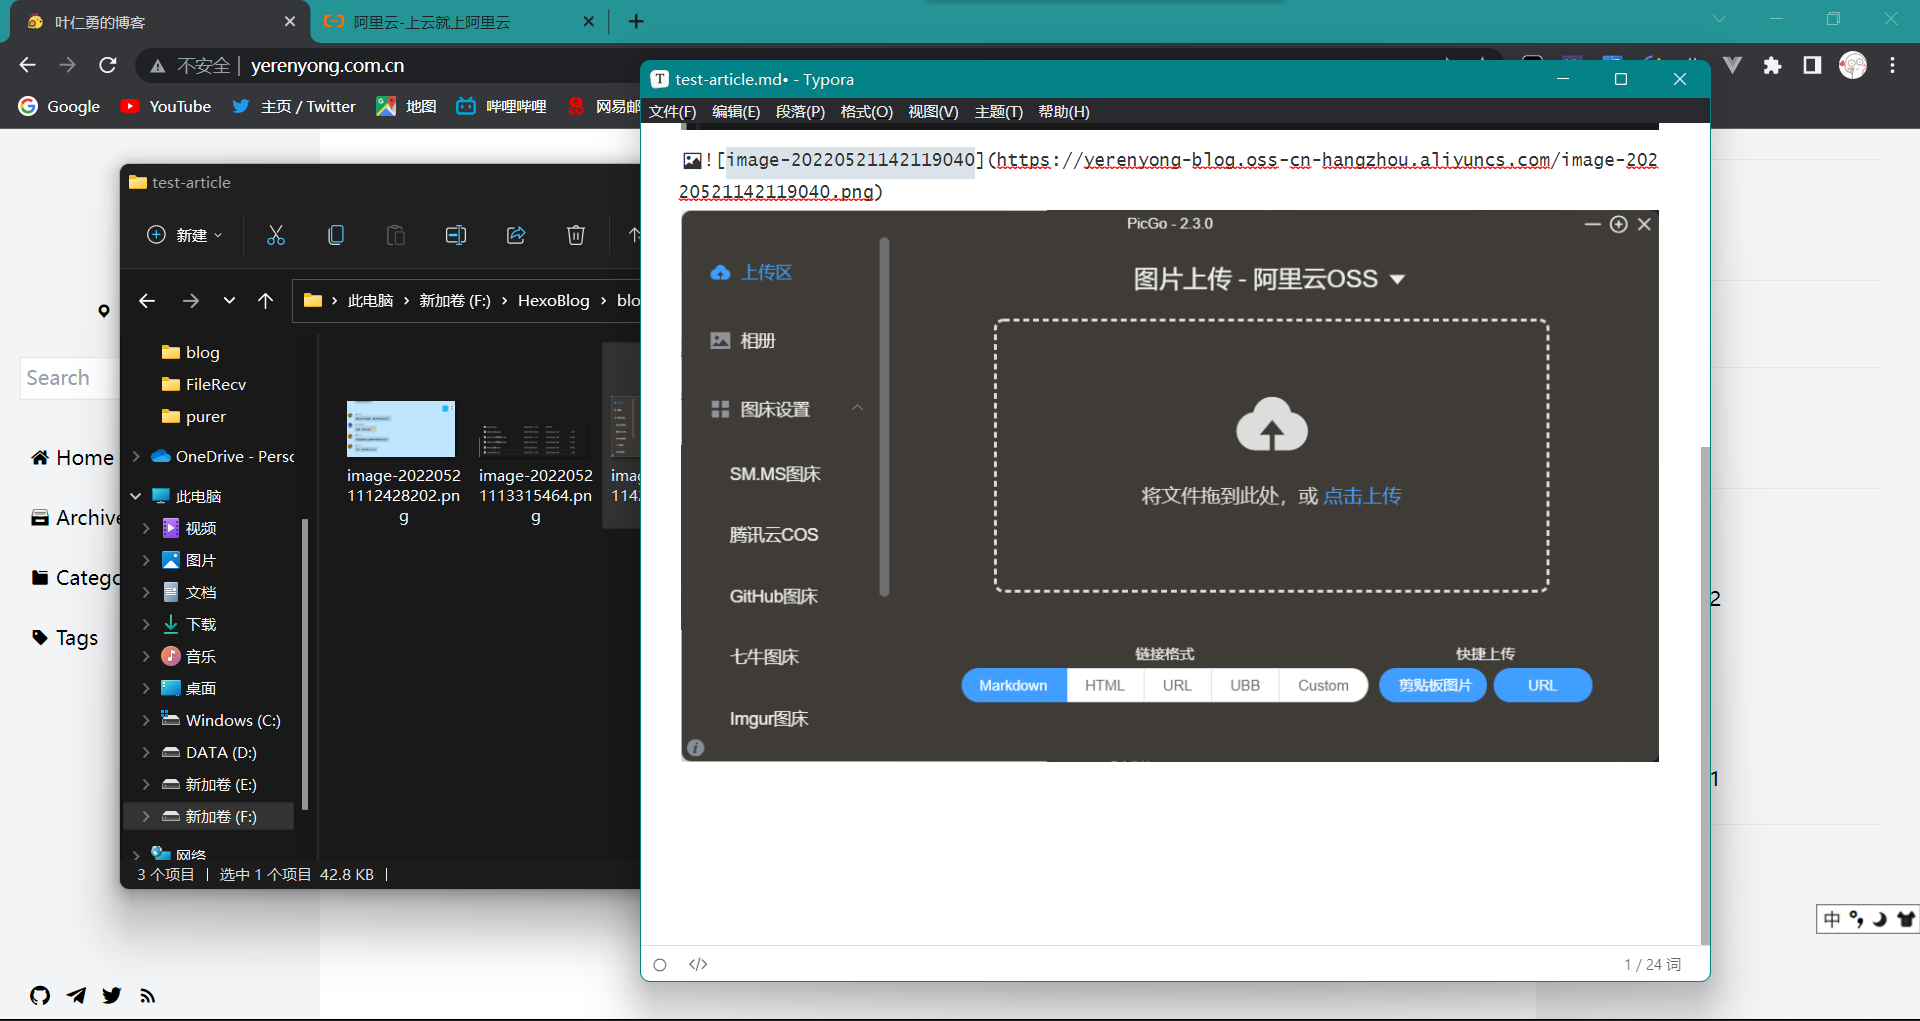 叶仁勇的博客
阿里云-上云就上阿里云
不安全 | yerenyong.com.cn
Google
YouTube
主页 / Twitter
地图
哔哩哔哩
网易邮
Search
Home
Archive
Catego
Tags
test-article
新建
此电脑 › 新加卷 (F:) › HexoBlog › blo
blog
FileRecv
purer
OneDrive - Persc
此电脑
视频
图片
文档
下载
音乐
桌面
Windows (C:)
DATA (D:)
新加卷 (E:)
新加卷 (F:)
网络
image-2022052
1112428202.pn
g
image-2022052
1113315464.pn
g
ima
114
3 个项目 | 选中 1 个项目 42.8 KB |
test-article.md• - Typora
文件(F) 编辑(E) 段落(P) 格式(O) 视图(V) 主题(T) 帮助(H)
![image-20220521142119040](https://yerenyong-blog.oss-cn-hangzhou.aliyuncs.com/image-202
20521142119040.png)
PicGo - 2.3.0
上传区
相册
图床设置
SM.MS图床
腾讯云COS
GitHub图床
七牛图床
Imgur图床
图片上传 - 阿里云OSS
将文件拖到此处，或 点击上传
链接格式
Markdown HTML URL UBB Custom
快捷上传
剪贴板图片 URL
</>
1 / 24 词
2
1
中